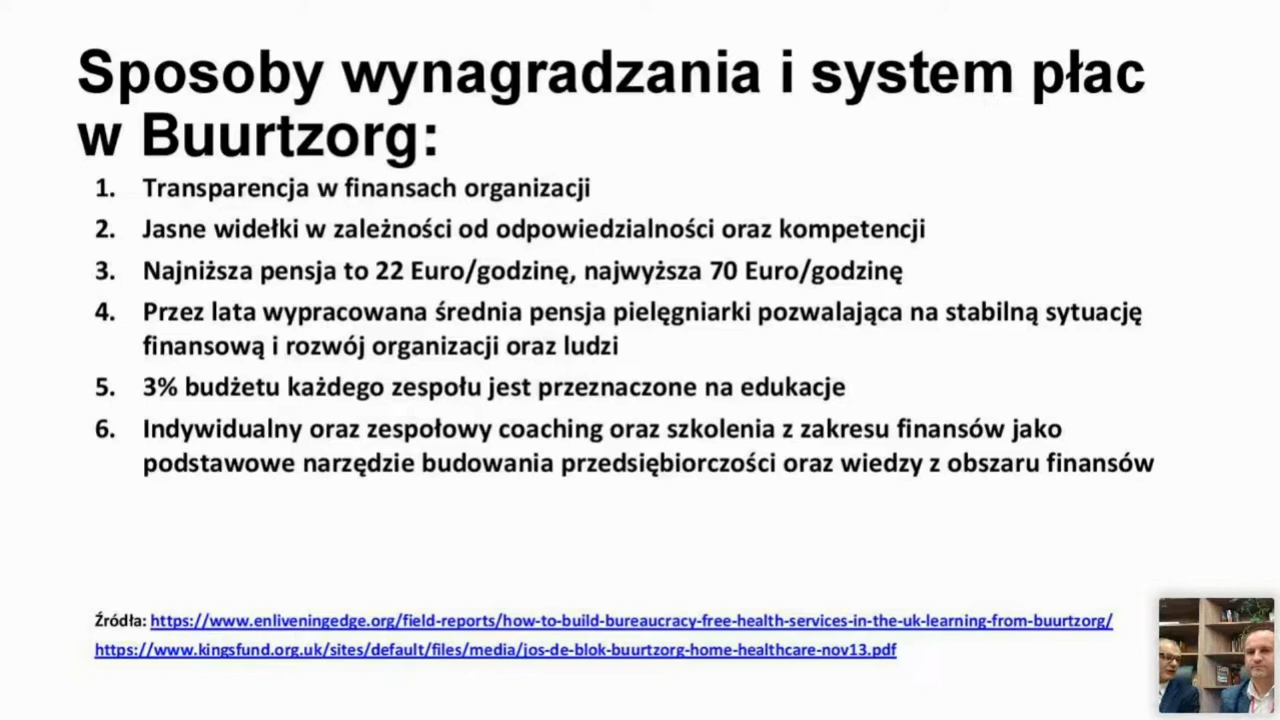 Sposoby wynagradzania i system płac
w Buurtzorg:
1. Transparencja w finansach organizacji
2. Jasne widełki w zależności od odpowiedzialności oraz kompetencji
3. Najniższa pensja to 22 Euro/godzinę, najwyższa 70 Euro/godzinę
4. Przez lata wypracowana średnia pensja pielęgniarki pozwalająca na stabilną sytuację
finansową i rozwój organizacji oraz ludzi
5. 3% budżetu każdego zespołu jest przeznaczone na edukacje
6. Indywidualny oraz zespołowy coaching oraz szkolenia z zakresu finansów jako
podstawowe narzędzie budowania przedsiębiorczości oraz wiedzy z obszaru finansów
Źródła: https://www.enliveningedge.org/field-reports/how-to-build-bureaucracy-free-health-services-in-the-uk-learning-from-buurtzorg/
https://www.kingsfund.org.uk/sites/default/files/media/jos-de-blok-buurtzorg-home-healthcare-nov13.pdf